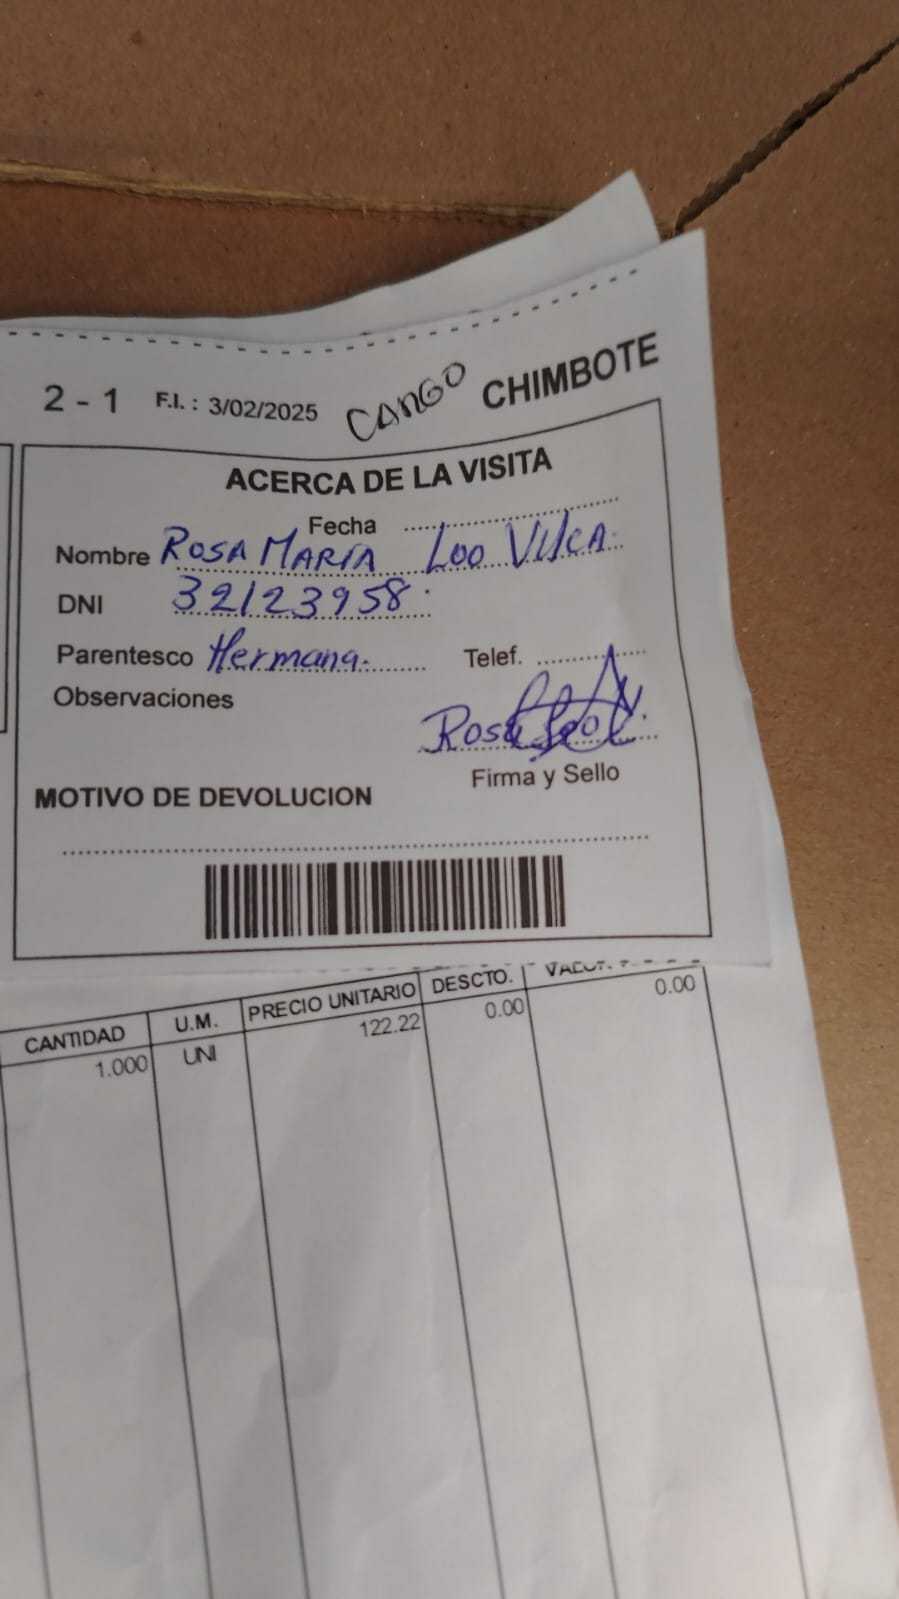 2 - 1 F.I. : 3/02/2025 CARGO CHIMBOTE
ACERCA DE LA VISITA
Fecha
Nombre ROSA MARÍA Loo Vilca.
DNI 32123958.
Parentesco Hermana. Telef.
Observaciones
Rosa Loo V.
Firma y Sello
MOTIVO DE DEVOLUCION
CANTIDAD U.M. PRECIO UNITARIO DESCTO.
1.000 UNI 122.22 0.00 0.00